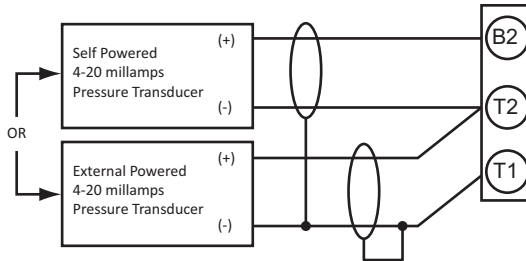 Self Powered
4-20 millamps
Pressure Transducer
(+)
(-)
OR
External Powered
4-20 millamps
Pressure Transducer
(+)
(-)
B2
T2
T1